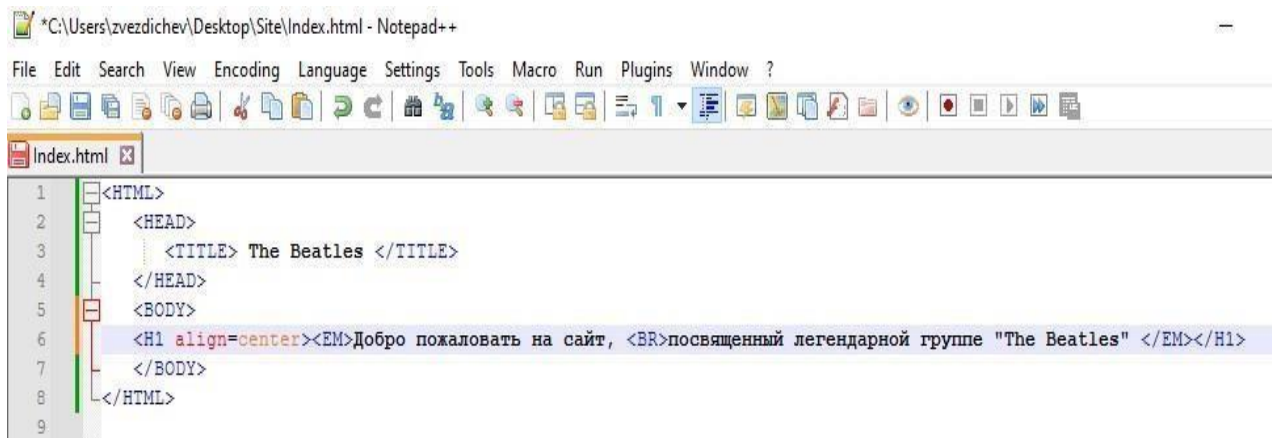 *C:\Users\zvezdichev\Desktop\Site\Index.html - Notepad++
File Edit Search View Encoding Language Settings Tools Macro Run Plugins Window ?
Index.html
1 <HTML>
2 <HEAD>
3 <TITLE> The Beatles </TITLE>
4 </HEAD>
5 <BODY>
6 <H1 align=center><EM>Добро пожаловать на сайт, <BR>посвященный легендарной группе "The Beatles" </EM></H1>
7 </BODY>
8 </HTML>
9